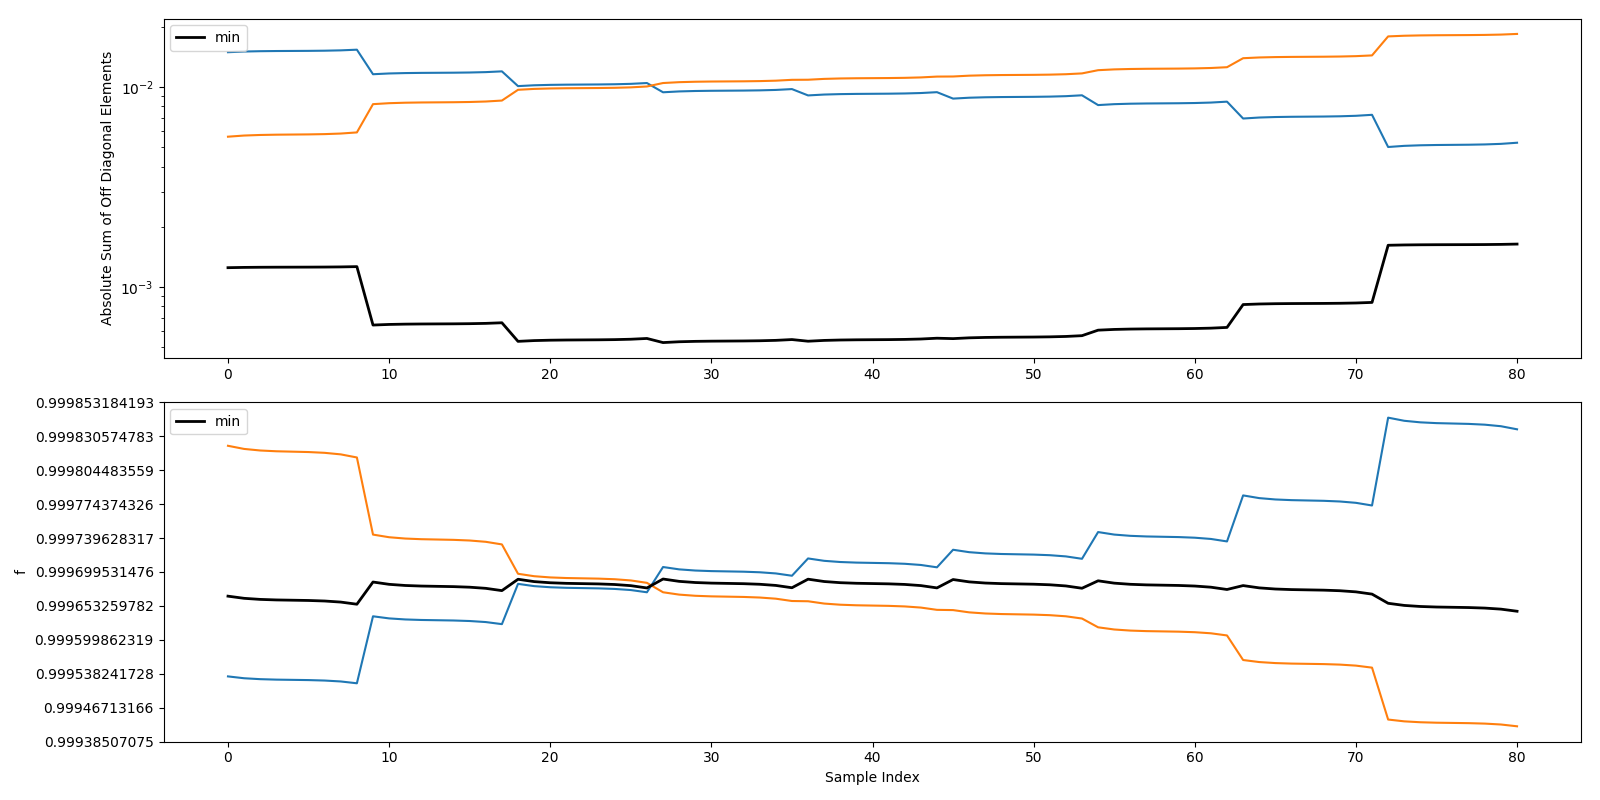 min
Absolute Sum of Off Diagonal Elements
10⁻²
10⁻³
0 10 20 30 40 50 60 70 80
min
f
0.999853184193
0.999830574783
0.999804483559
0.999774374326
0.999739628317
0.999699531476
0.999653259782
0.999599862319
0.999538241728
0.99946713166
0.99938507075
0 10 20 30 40 50 60 70 80
Sample Index